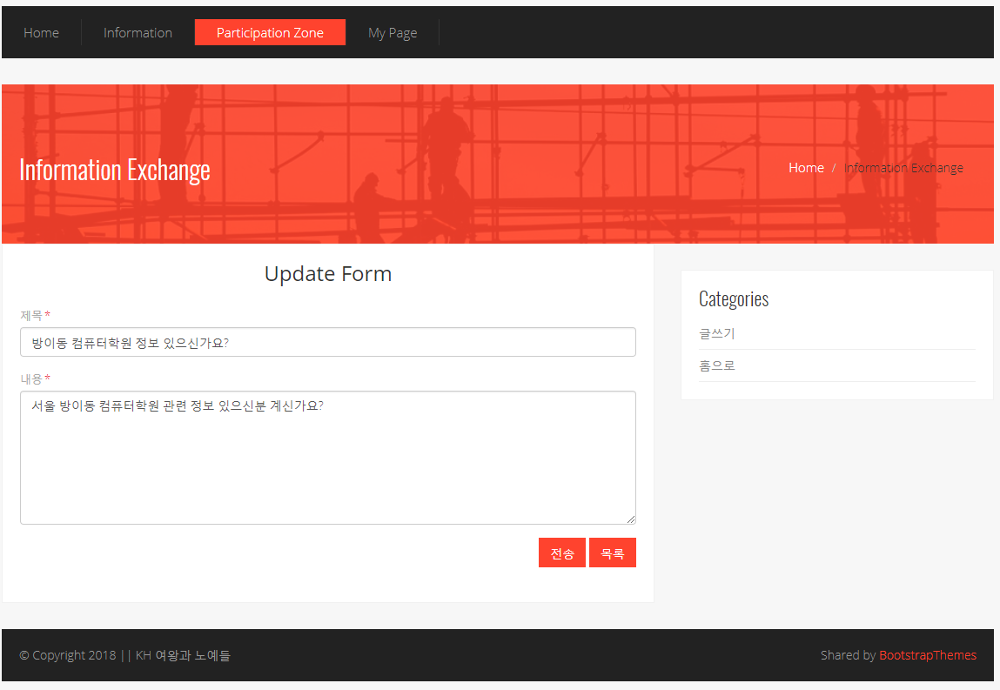 Home Information Participation Zone My Page
Information Exchange
Home / Information Exchange
Update Form
제목 *
방이동 컴퓨터학원 정보 있으신가요?
내용 *
서울 방이동 컴퓨터학원 관련 정보 있으신분 계신가요?
전송 목록
Categories
글쓰기
홈으로
© Copyright 2018 || KH 여왕과 노예들
Shared by BootstrapThemes